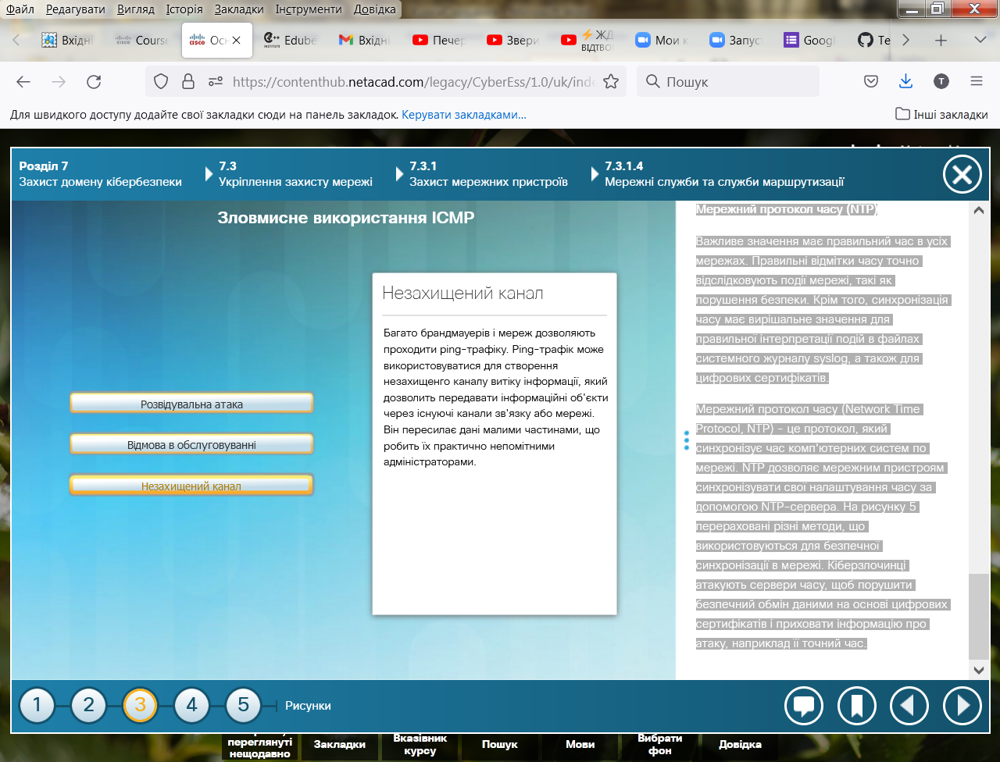 Файл Редагувати Вигляд Історія Закладки Інструменти Довідка
Вхідні Course Осн Edube Вхідні Печер Звери ЖД Мои к Запус Googl Te
ВІДТВО
https://contenthub.netacad.com/legacy/CyberEss/1.0/uk/inde
Пошук
T
Для швидкого доступу додайте свої закладки сюди на панель закладок. Керувати закладками...
Інші закладки
Розділ 7
Захист домену кібербезпеки
7.3
Укріплення захисту мережі
7.3.1
Захист мережних пристроїв
7.3.1.4
Мережні служби та служби маршрутизації
Зловмисне використання ICMP
Розвідувальна атака
Відмова в обслуговуванні
Незахищений канал
Незахищений канал
Багато брандмауерів і мереж дозволяють
проходити ping-трафіку. Ping-трафік може
використовуватися для створення
незахищенго каналу витіку інформації, який
дозволить передавати інформаційні об'єкти
через існуючі канали зв'язку або мережі.
Він пересилає дані малими частинами, що
робить їх практично непомітними
адміністраторами.
Мережний протокол часу (NTP)
Важливе значення має правильний час в усіх
мережах. Правильні відмітки часу точно
відслідковують події мережі, такі як
порушення безпеки. Крім того, синхронізація
часу має вирішальне значення для
правильної інтерпретації подій в файлах
системного журналу syslog, а також для
цифрових сертифікатів.
Мережний протокол часу (Network Time
Protocol, NTP) - це протокол, який
синхронізує час комп'ютерних систем по
мережі. NTP дозволяє мережним пристроям
синхронізувати свої налаштування часу за
допомогою NTP-сервера. На рисунку 5
перераховані різні методи, що
використовуються для безпечної
синхронізації в мережі. Кіберзлочинці
атакують сервери часу, щоб порушити
безпечний обмін даними на основі цифрових
сертифікатів і приховати інформацію про
атаку, наприклад її точний час.
1 2 3 4 5 Рисунки
переглянуті
нещодавно
Закладки
Вказівник
курсу
Пошук
Мови
Вибрати
фон
Довідка